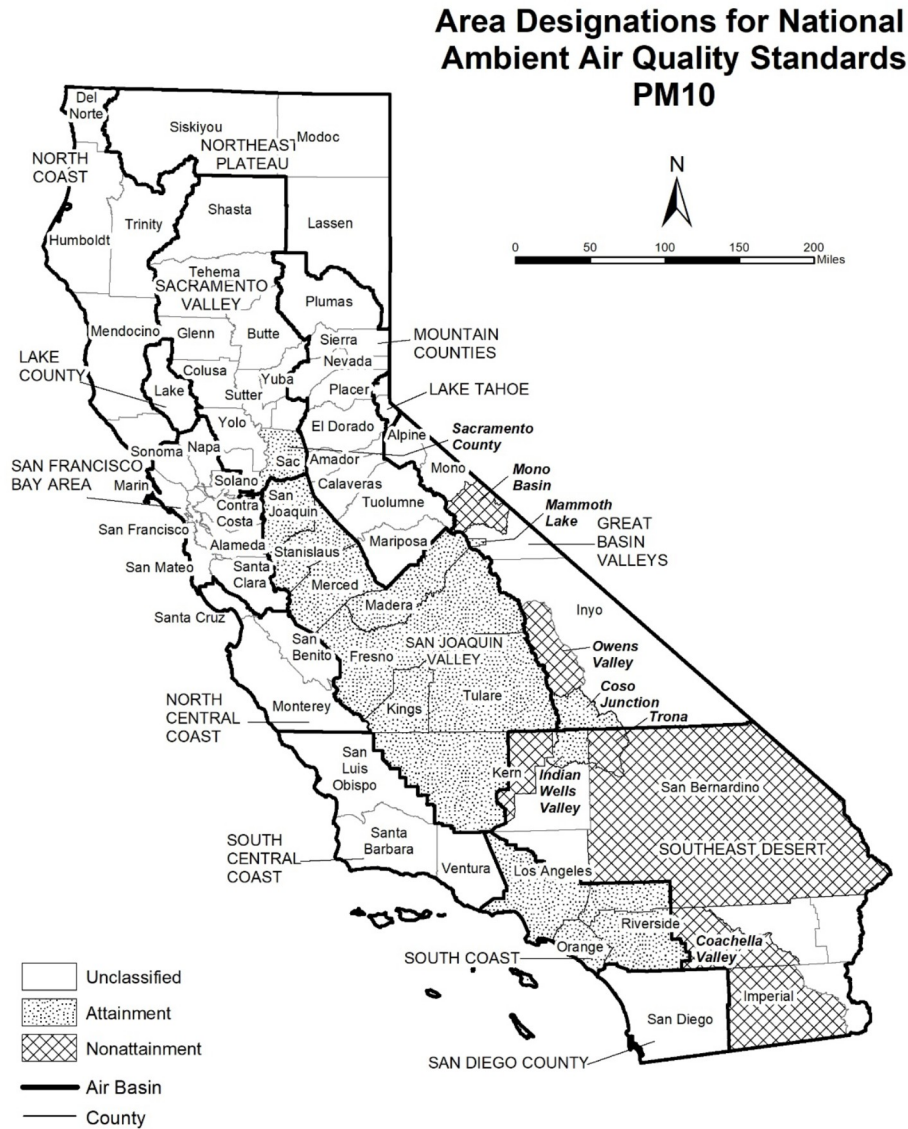 Area Designations for National
Ambient Air Quality Standards
PM10
N
0 50 100 150 200
Miles
Del
Norte
Siskiyou
Modoc
NORTHEAST
PLATEAU
NORTH
COAST
Shasta
Trinity
Lassen
Humboldt
Tehema
SACRAMENTO
VALLEY
Plumas
Mendocino
Glenn
Butte
Sierra
MOUNTAIN
COUNTIES
Nevada
LAKE
COUNTY
Colusa
Yuba
Lake
Sutter
Placer
LAKE TAHOE
Yolo
El Dorado
Alpine
Sacramento
County
Sonoma
Napa
Sac
Amador
Mono
SAN FRANCISCO
BAY AREA
Mono
Basin
Marin
Solano
Calaveras
San
Joaquin
Tuolumne
Mammoth
Lake
Contra
Costa
San Francisco
GREAT
BASIN
VALLEYS
Mariposa
Alameda
Stanislaus
San Mateo
Santa
Clara
Merced
Madera
Santa Cruz
Inyo
San
Benito
Fresno
SAN JOAQUIN
VALLEY
Owens
Valley
Coso
Junction
Tulare
Kings
Monterey
NORTH
CENTRAL
COAST
Trona
San
Luis
Obispo
Kern
Indian
Wells
Valley
San Bernardino
Santa
Barbara
SOUTH
CENTRAL
COAST
SOUTHEAST DESERT
Ventura
Los Angeles
Riverside
Orange
Coachella
Valley
SOUTH COAST
Imperial
San Diego
SAN DIEGO COUNTY
Unclassified
Attainment
Nonattainment
Air Basin
County